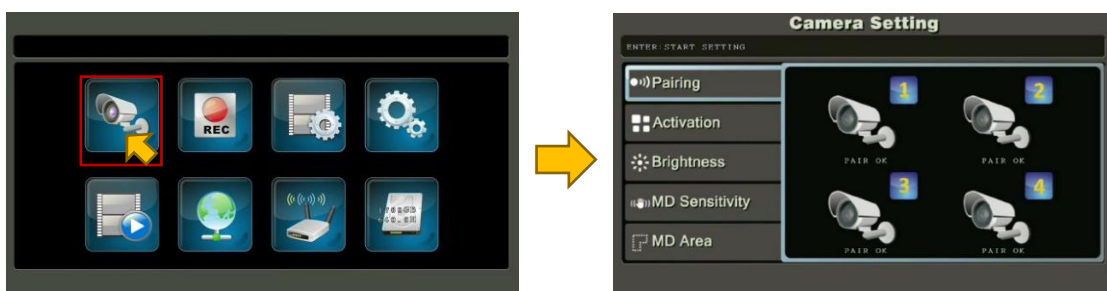 REC
Camera Setting
ENTER:START SETTING
Pairing
Activation
Brightness
MD Sensitivity
MD Area
1
2
PAIR OK
PAIR OK
3
4
PAIR OK
PAIR OK